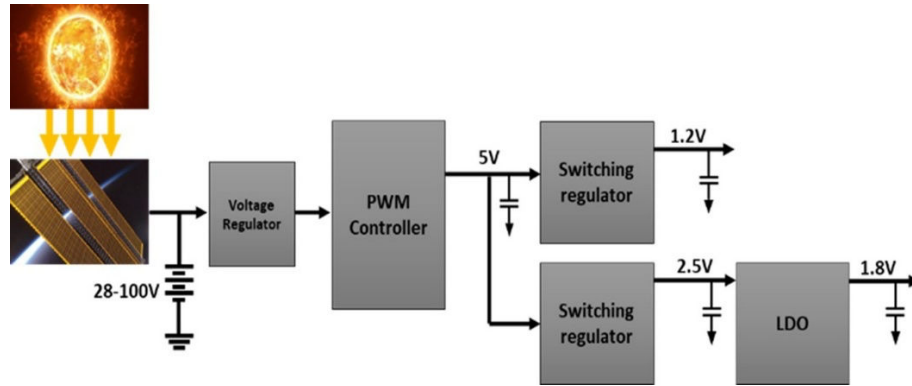 28-100V
Voltage
Regulator
PWM
Controller
5V
Switching
regulator
1.2V
Switching
regulator
2.5V
LDO
1.8V